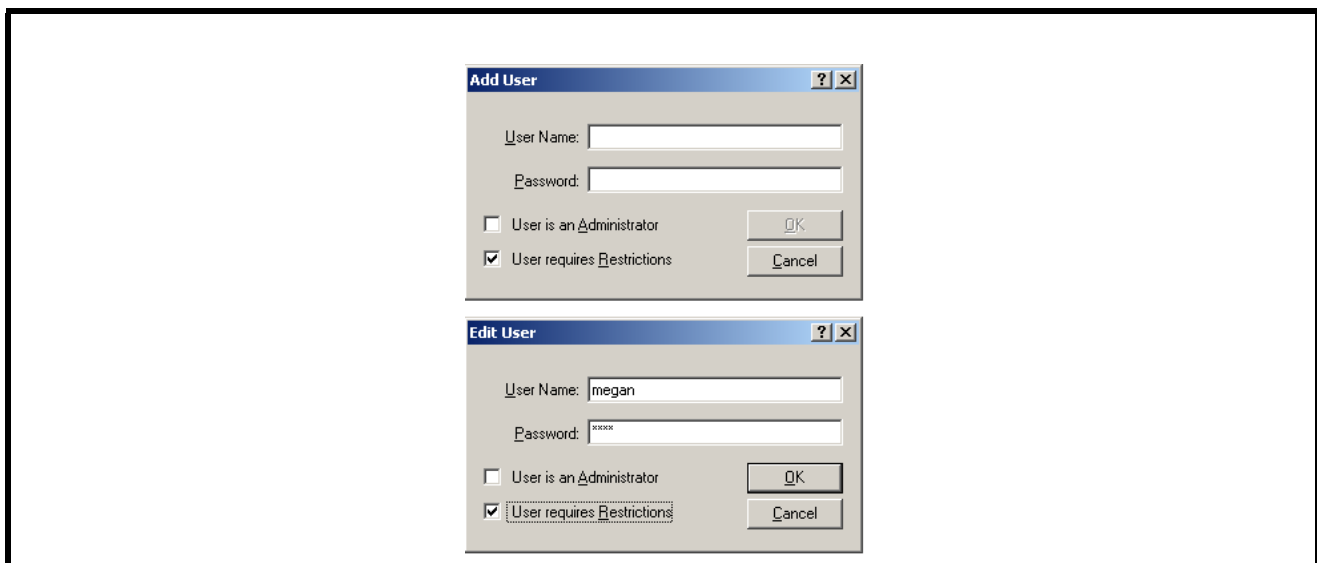 Add User
User Name:
Password:
User is an Administrator
OK
User requires Restrictions
Cancel
Edit User
User Name: megan
Password: ****
User is an Administrator
OK
User requires Restrictions
Cancel